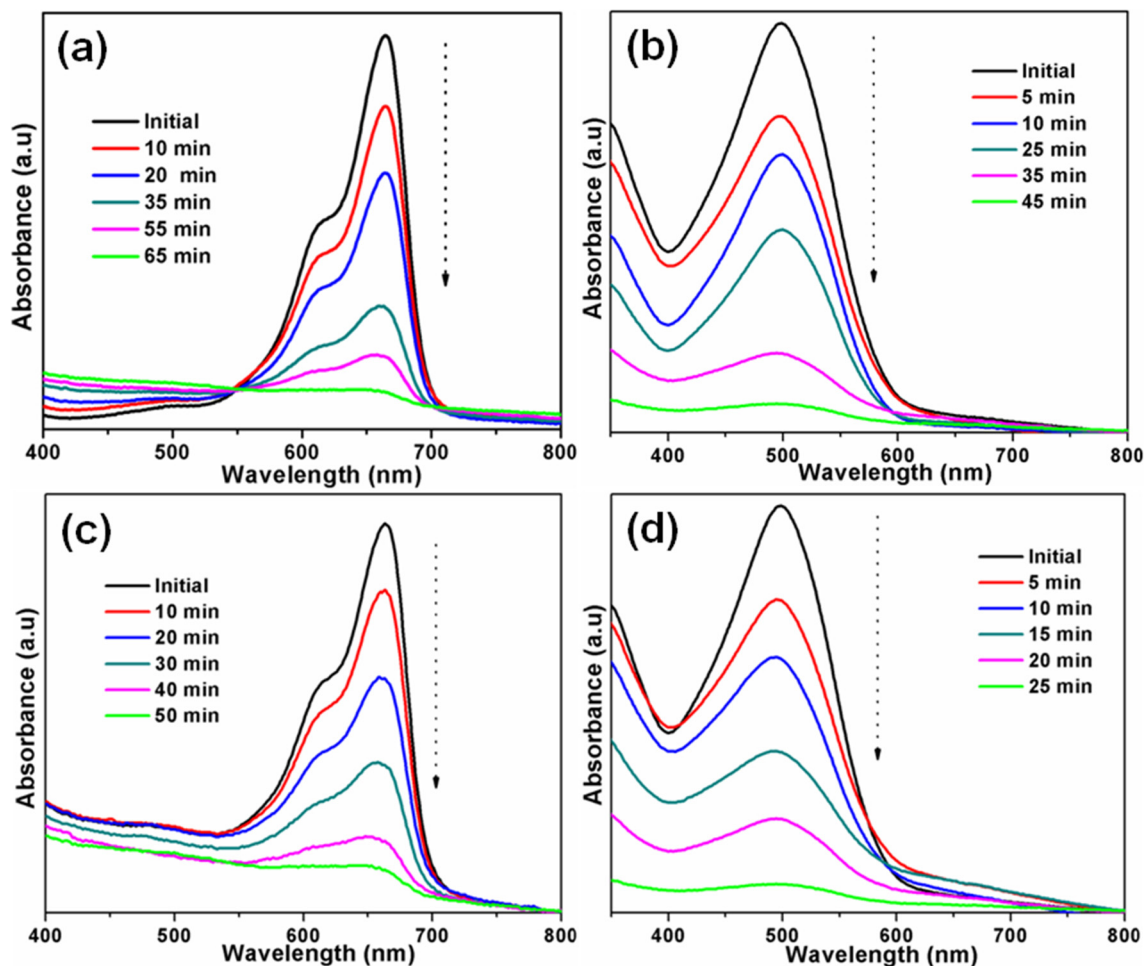 (a)
Initial
10 min
20 min
35 min
55 min
65 min
Absorbance (a.u)
400 500 600 700 800
Wavelength (nm)
(b)
Initial
5 min
10 min
25 min
35 min
45 min
Absorbance (a.u)
400 500 600 700 800
Wavelength (nm)
(c)
Initial
10 min
20 min
30 min
40 min
50 min
Absorbance (a.u)
400 500 600 700 800
Wavelength (nm)
(d)
Initial
5 min
10 min
15 min
20 min
25 min
Absorbance (a.u)
400 500 600 700 800
Wavelength (nm)